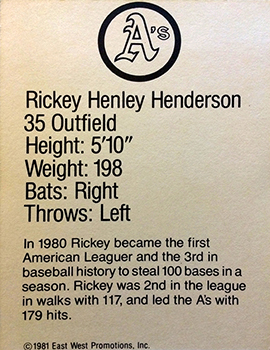 A's
Rickey Henley Henderson
35 Outfield
Height: 5'10"
Weight: 198
Bats: Right
Throws: Left
In 1980 Rickey became the first
American Leaguer and the 3rd in
baseball history to steal 100 bases in a
season. Rickey was 2nd in the league
in walks with 117, and led the A's with
179 hits.
©1981 East West Promotions, Inc.